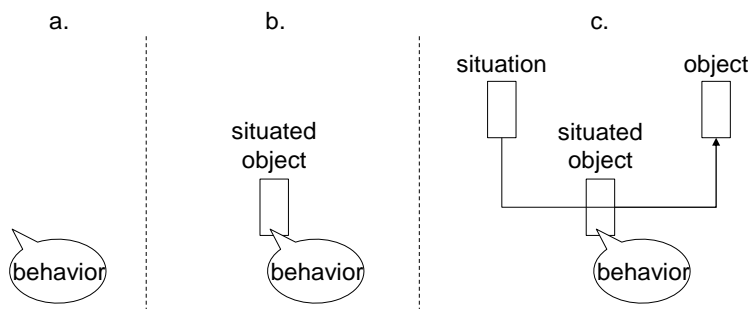 a.
behavior
b.
situated
object
behavior
c.
situation
object
situated
object
behavior